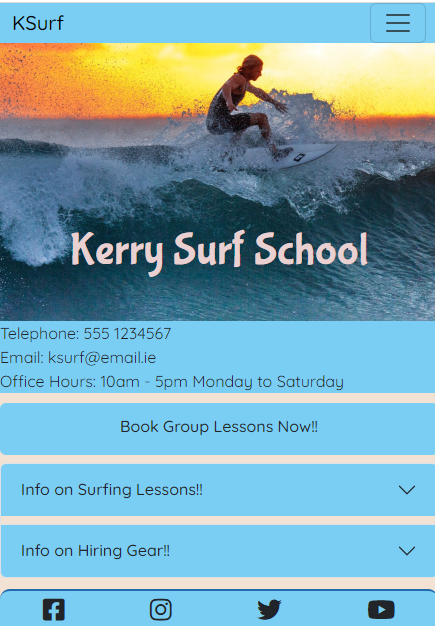 KSurf
Kerry Surf School
Telephone: 555 1234567
Email: ksurf@email.ie
Office Hours: 10am - 5pm Monday to Saturday
Book Group Lessons Now!!
Info on Surfing Lessons!!
Info on Hiring Gear!!